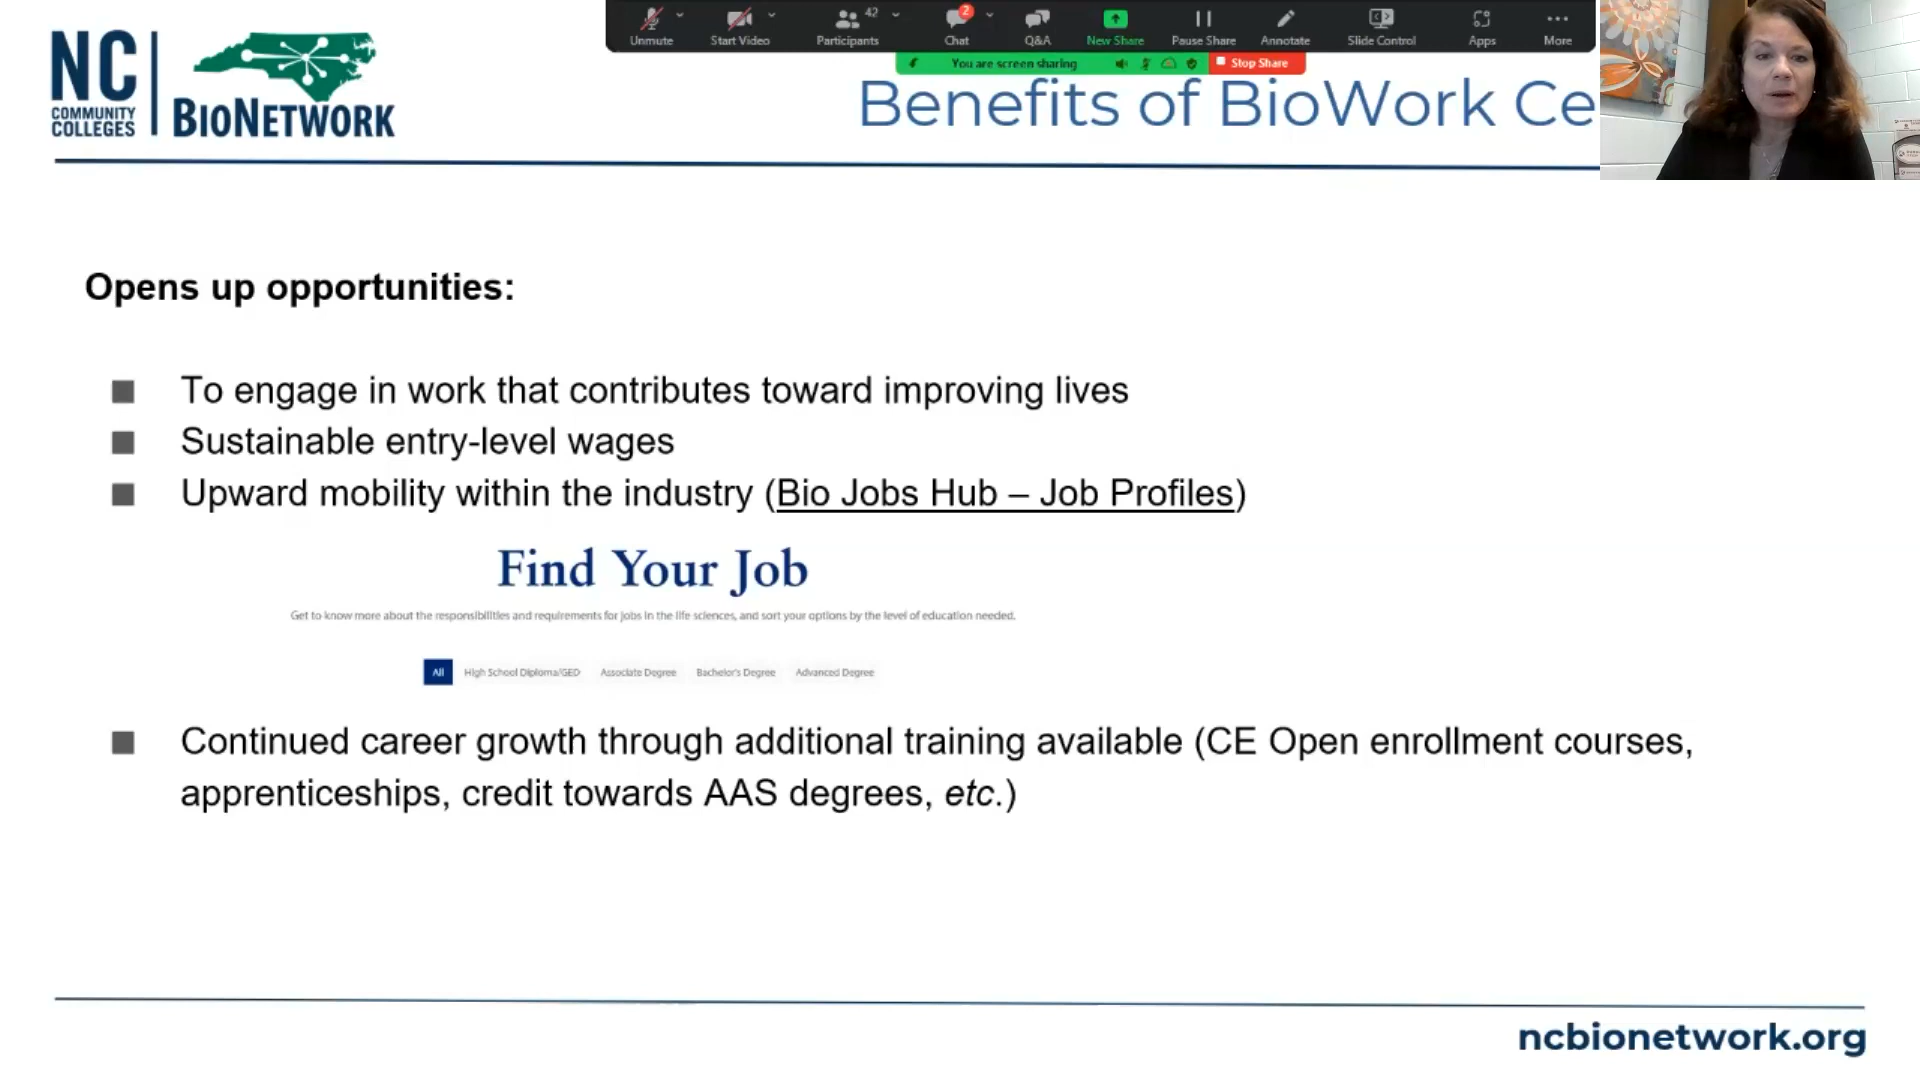 Unmute
Start Video
42
Participants
2
Chat
Q&A
New Share
Pause Share
Annotate
Slide Control
Apps
More
You are screen sharing
Stop Share
NC
COMMUNITY
COLLEGES
BIONETWORK
Benefits of BioWork Ce
Opens up opportunities:
To engage in work that contributes toward improving lives
Sustainable entry-level wages
Upward mobility within the industry (Bio Jobs Hub – Job Profiles)
Find Your Job
Get to know more about the responsibilities and requirements for jobs in the life sciences, and sort your options by the level of education needed.
All High School Diploma/GED Associate Degree Bachelor's Degree Advanced Degree
Continued career growth through additional training available (CE Open enrollment courses,
apprenticeships, credit towards AAS degrees, etc.)
ncbionetwork.org